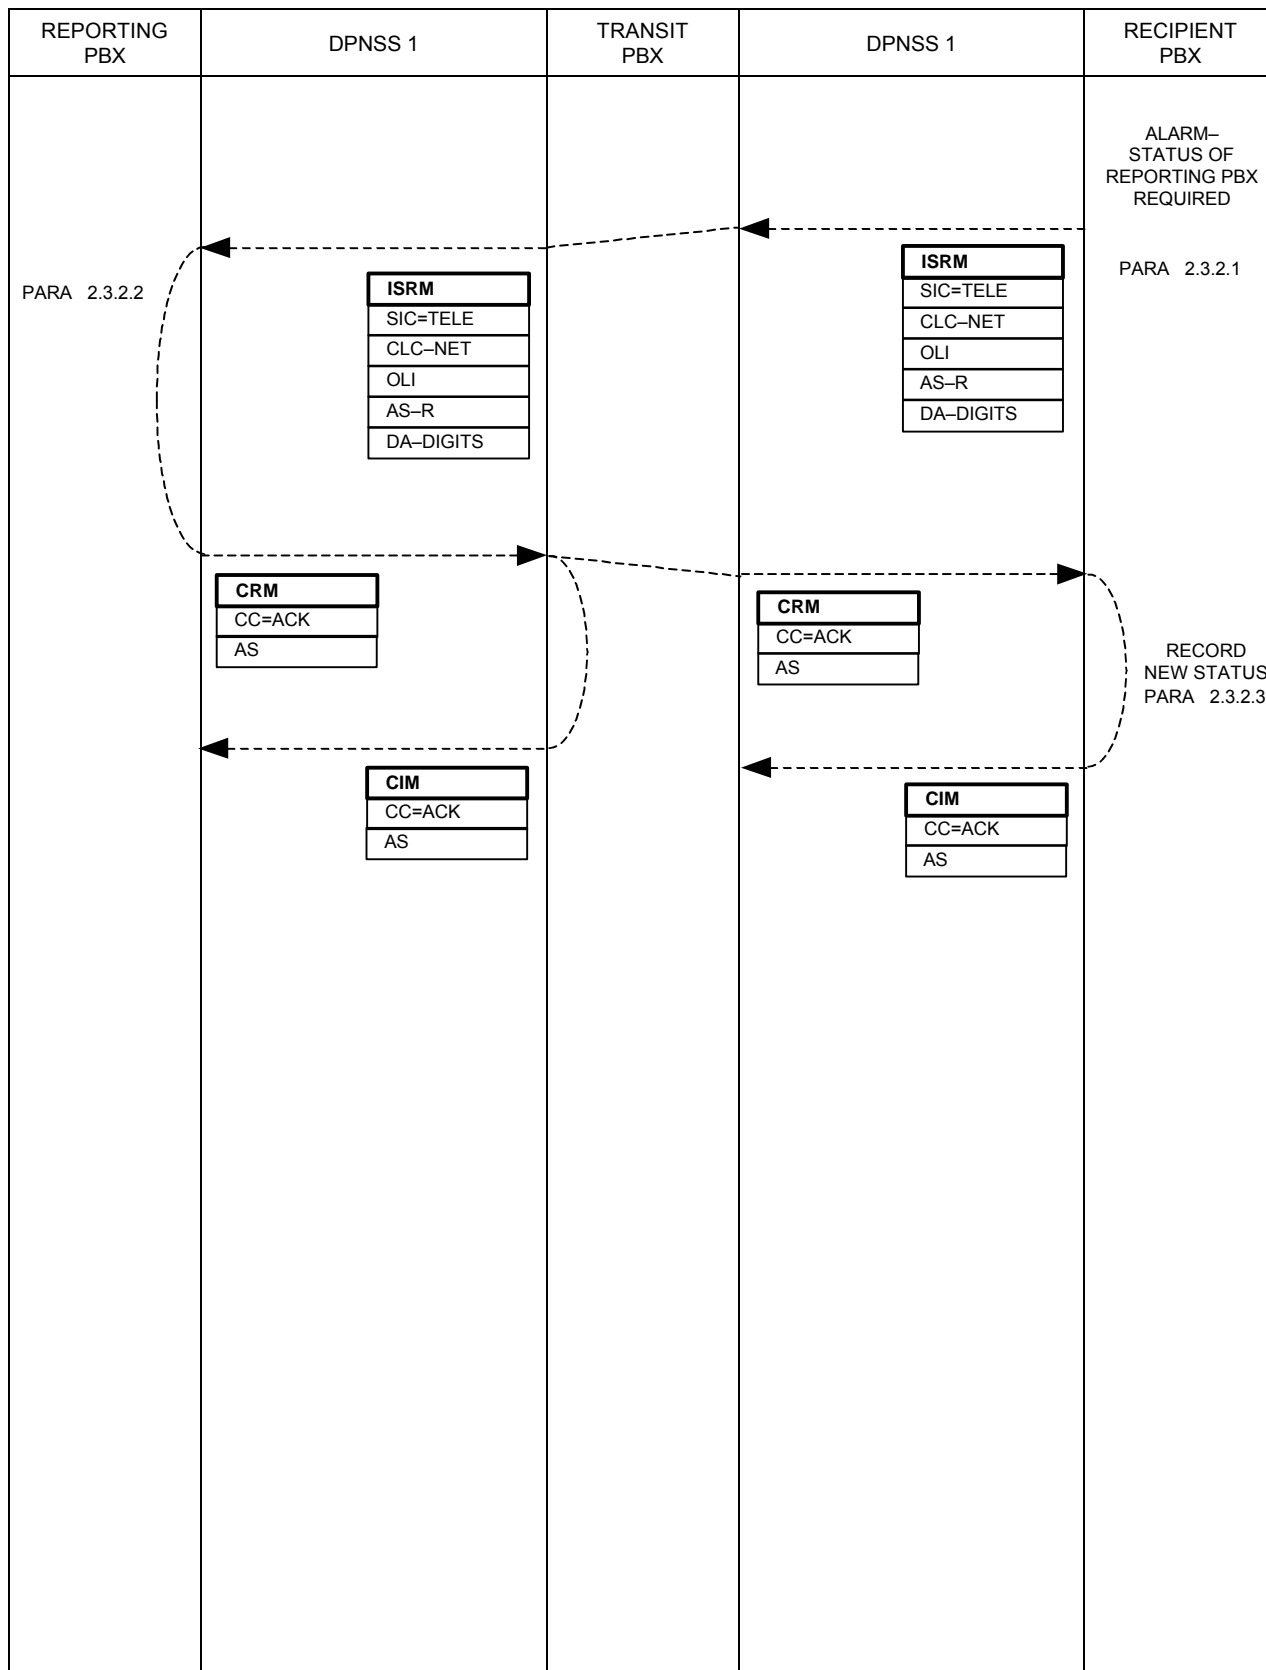 REPORTING
PBX
DPNSS 1
TRANSIT
PBX
DPNSS 1
RECIPIENT
PBX
ALARM–
STATUS OF
REPORTING PBX
REQUIRED
PARA 2.3.2.1
ISRM
SIC=TELE
CLC–NET
OLI
AS–R
DA–DIGITS
PARA 2.3.2.2
ISRM
SIC=TELE
CLC–NET
OLI
AS–R
DA–DIGITS
CRM
CC=ACK
AS
CRM
CC=ACK
AS
RECORD
NEW STATUS
PARA 2.3.2.3
CIM
CC=ACK
AS
CIM
CC=ACK
AS